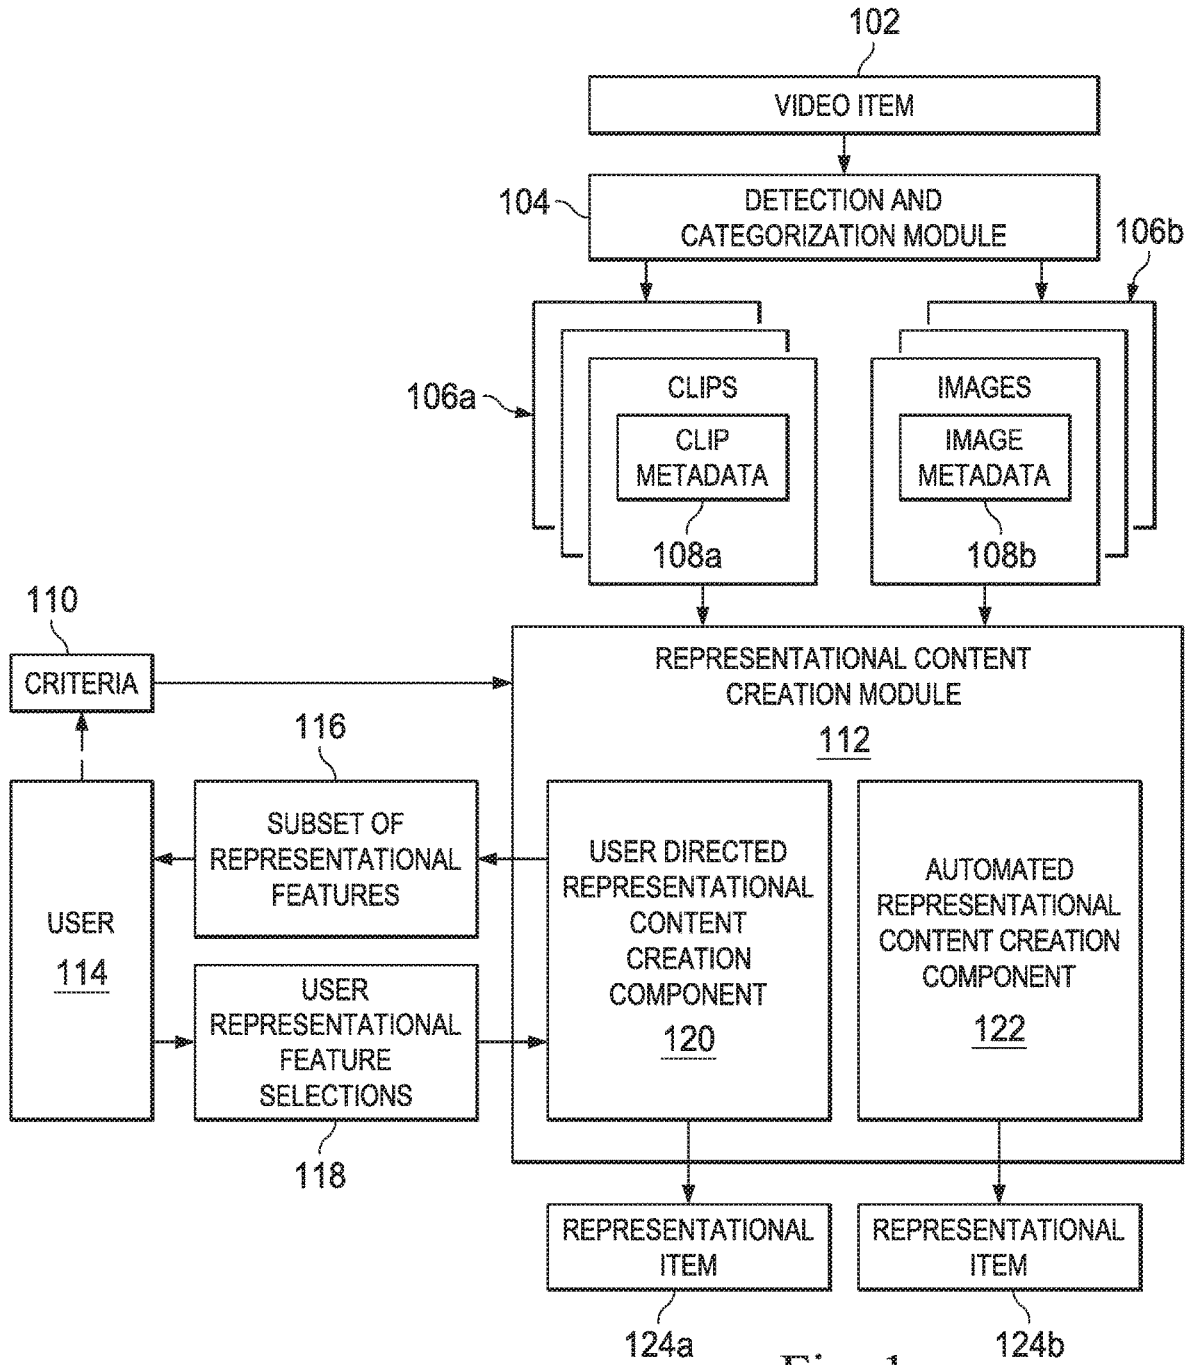 102
VIDEO ITEM
104
DETECTION AND
CATEGORIZATION MODULE
106b
106a
CLIPS
CLIP
METADATA
108a
IMAGES
IMAGE
METADATA
108b
110
CRITERIA
REPRESENTATIONAL CONTENT
CREATION MODULE
112
116
SUBSET OF
REPRESENTATIONAL
FEATURES
USER
114
USER
REPRESENTATIONAL
FEATURE
SELECTIONS
118
USER DIRECTED
REPRESENTATIONAL
CONTENT
CREATION
COMPONENT
120
AUTOMATED
REPRESENTATIONAL
CONTENT CREATION
COMPONENT
122
REPRESENTATIONAL
ITEM
124a
REPRESENTATIONAL
ITEM
124b